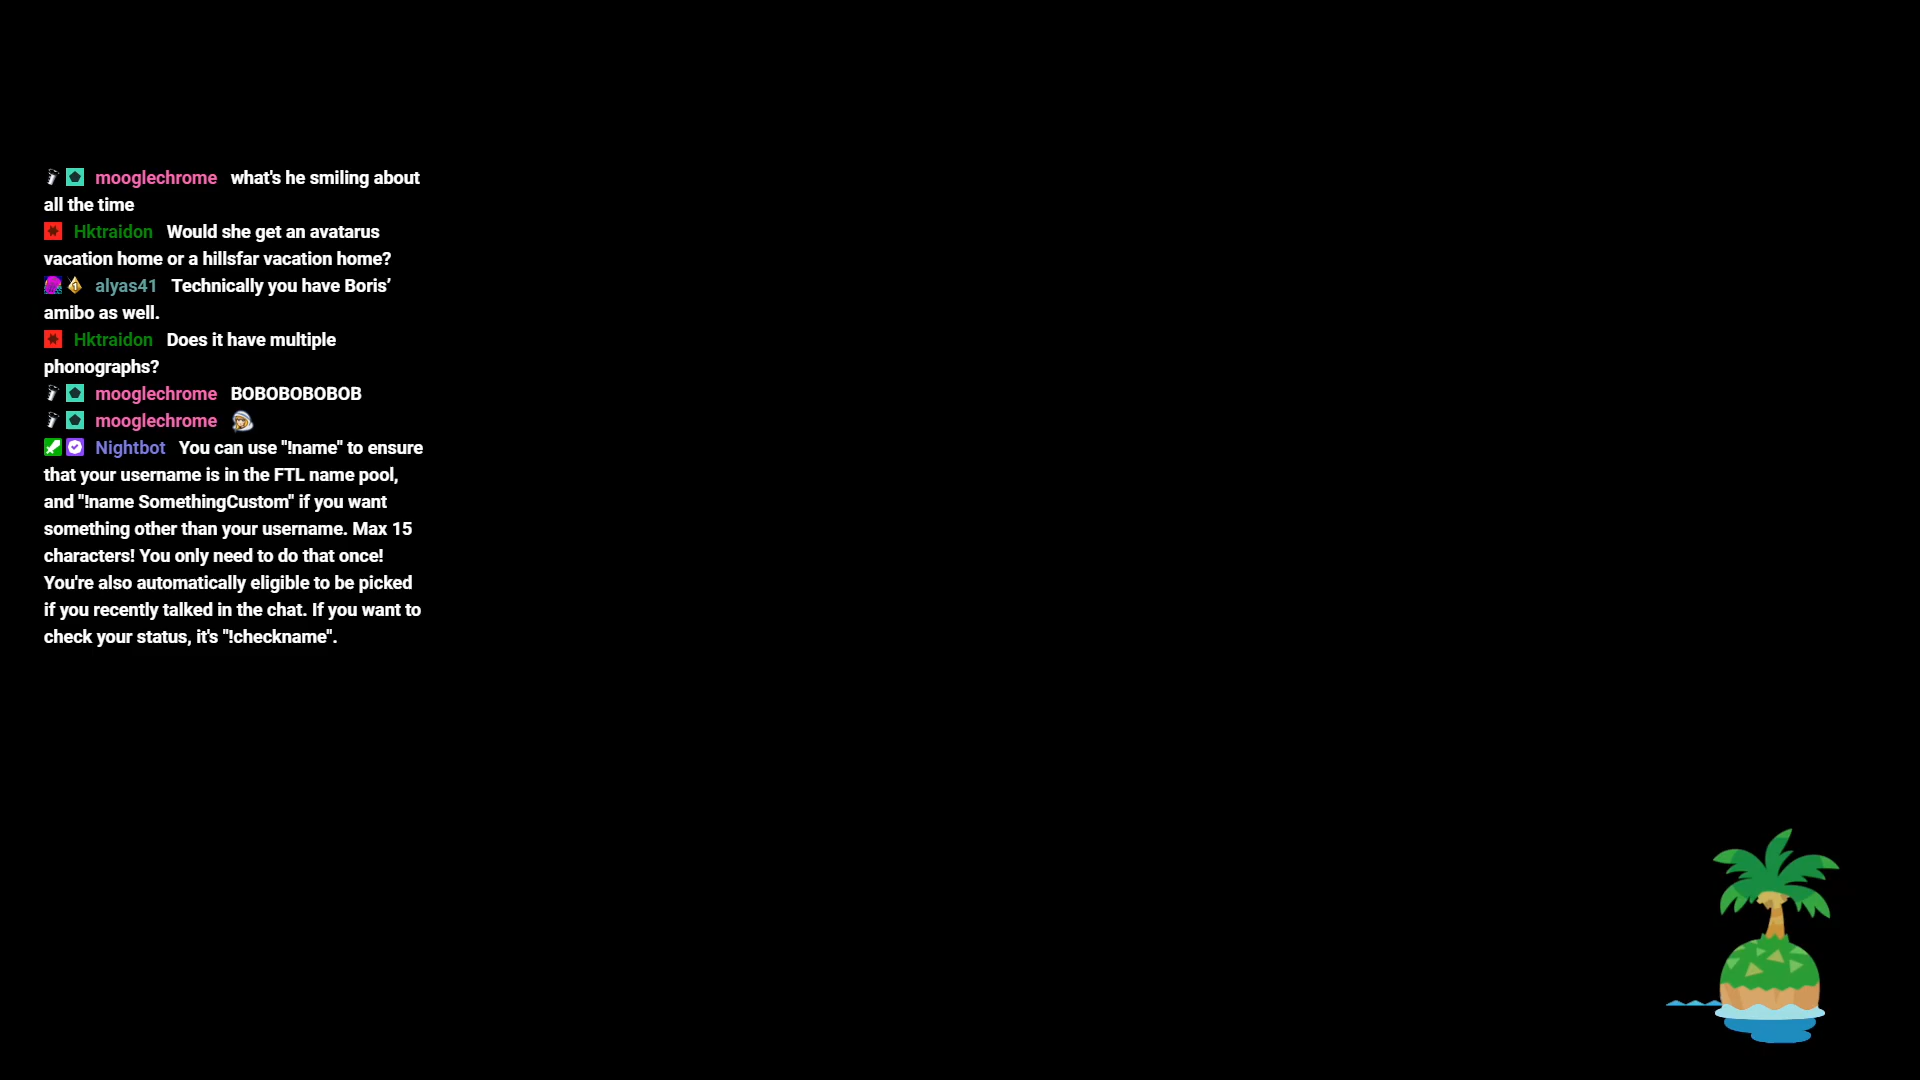 mooglechrome what's he smiling about
all the time
Hktraidon Would she get an avatarus
vacation home or a hillsfar vacation home?
alyas41 Technically you have Boris’
amibo as well.
Hktraidon Does it have multiple
phonographs?
mooglechrome BOBOBOBOBOB
mooglechrome
Nightbot You can use "!name" to ensure
that your username is in the FTL name pool,
and "!name SomethingCustom" if you want
something other than your username. Max 15
characters! You only need to do that once!
You're also automatically eligible to be picked
if you recently talked in the chat. If you want to
check your status, it's "!checkname".